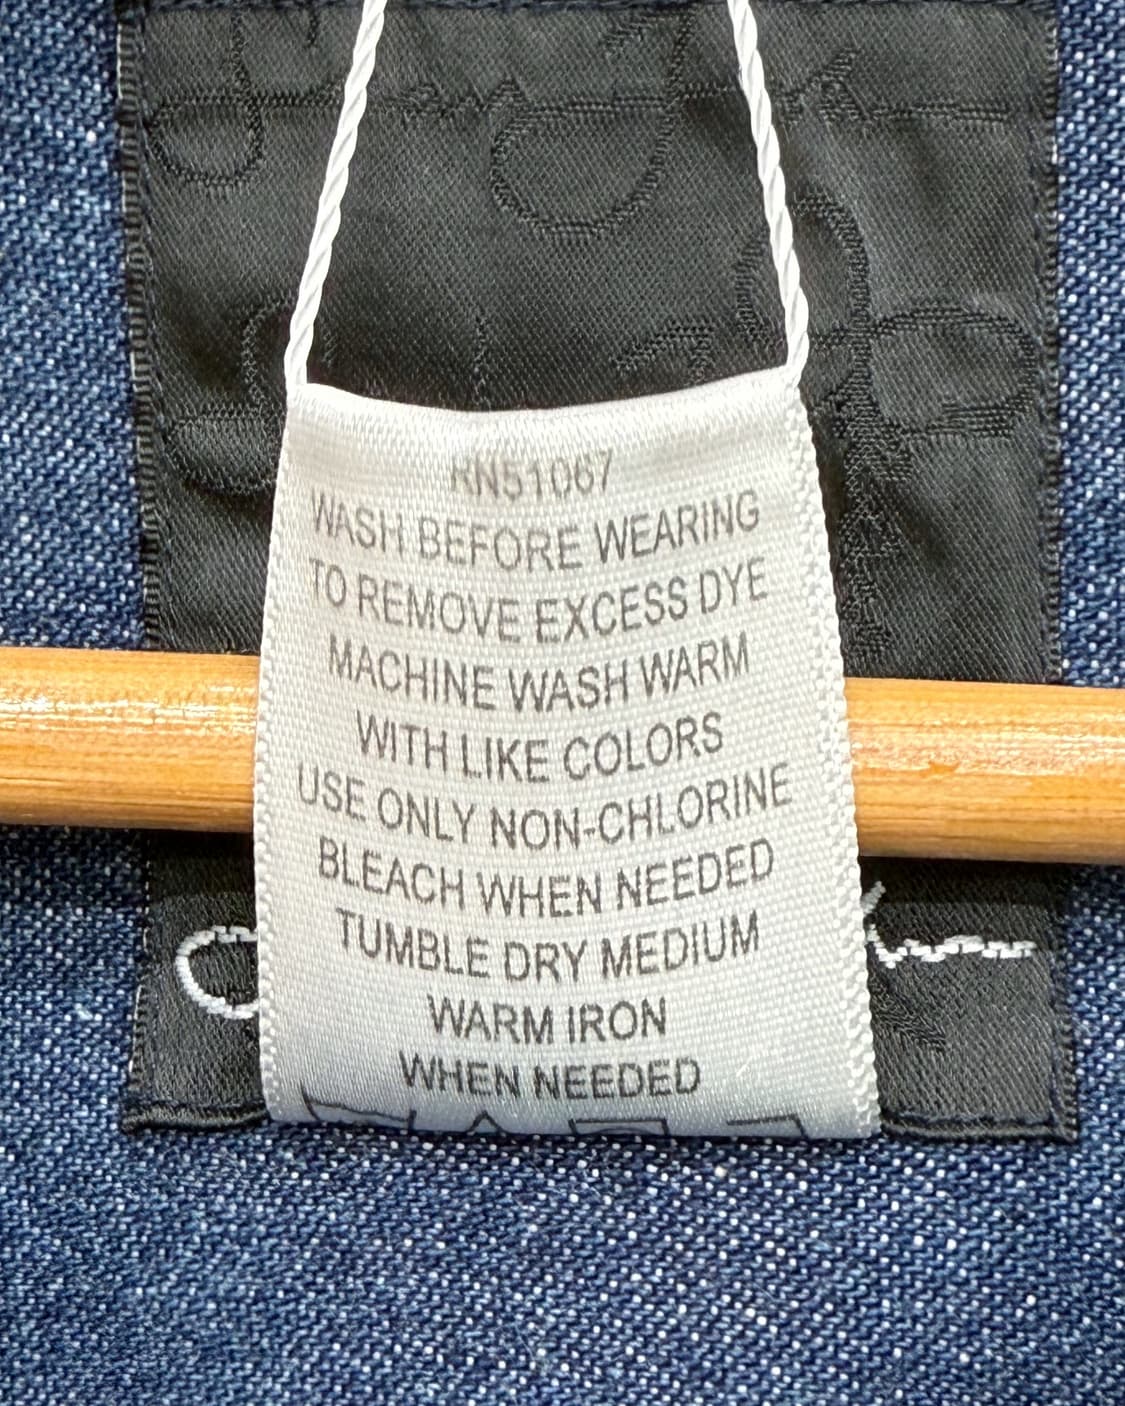 RN51067
WASH BEFORE WEARING
TO REMOVE EXCESS DYE
MACHINE WASH WARM
WITH LIKE COLORS
USE ONLY NON-CHLORINE
BLEACH WHEN NEEDED
TUMBLE DRY MEDIUM
WARM IRON
WHEN NEEDED